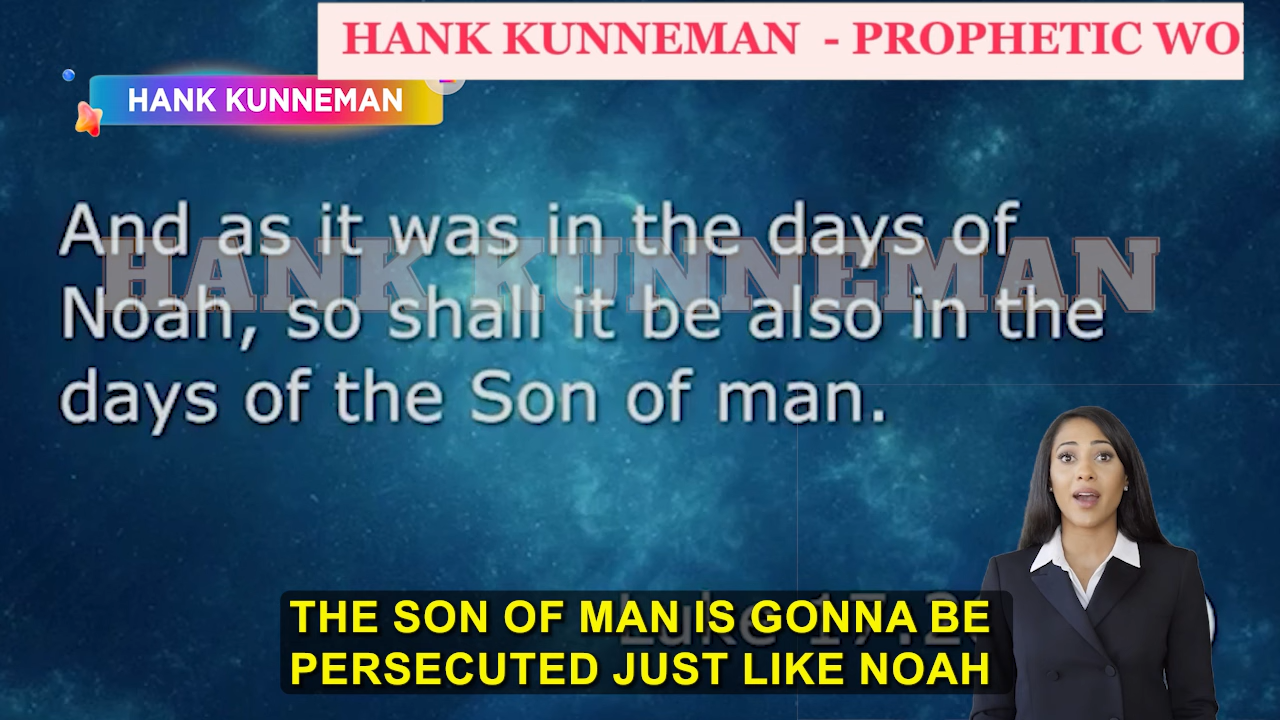 HANK KUNNEMAN - PROPHETIC
HANK KUNNEMAN
And as it was in the days of
HANK KUNNEMAN
Noah, so shall it be also in the
days of the Son of man.
Luke
THE SON OF MAN IS GONNA BE
PERSECUTED JUST LIKE NOAH